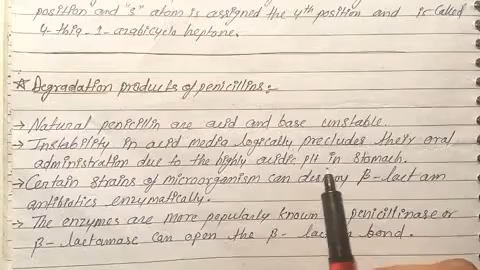 position and "s" atom is assigned the 4th position and is called
4-thia-1-azabicyclo heptone.
* Degradation products of penicillins:
→ Natural penicillin are acid and base unstable.
→ Instability in acid media logically precludes their oral
administration due to the highly acidic pH in stomach.
→ Certain strains of microorganism can destroy β-lactam
antibiotics enzymatically.
→ The enzymes are more popularly known penicillinase or
β-lactamase can open the β-lactam bond.